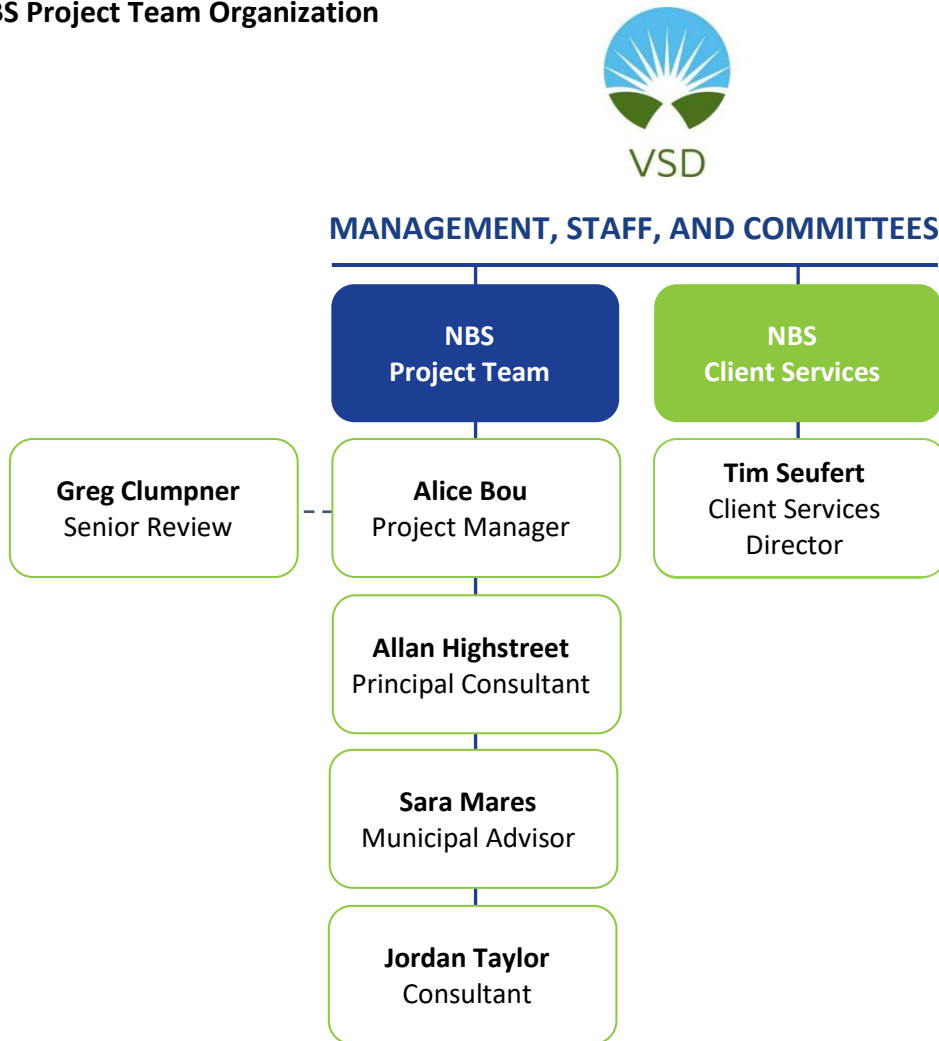 BS Project Team Organization
VSD
MANAGEMENT, STAFF, AND COMMITTEES
NBS
Project Team
NBS
Client Services
Greg Clumpner
Senior Review
Alice Bou
Project Manager
Tim Seufert
Client Services
Director
Allan Highstreet
Principal Consultant
Sara Mares
Municipal Advisor
Jordan Taylor
Consultant